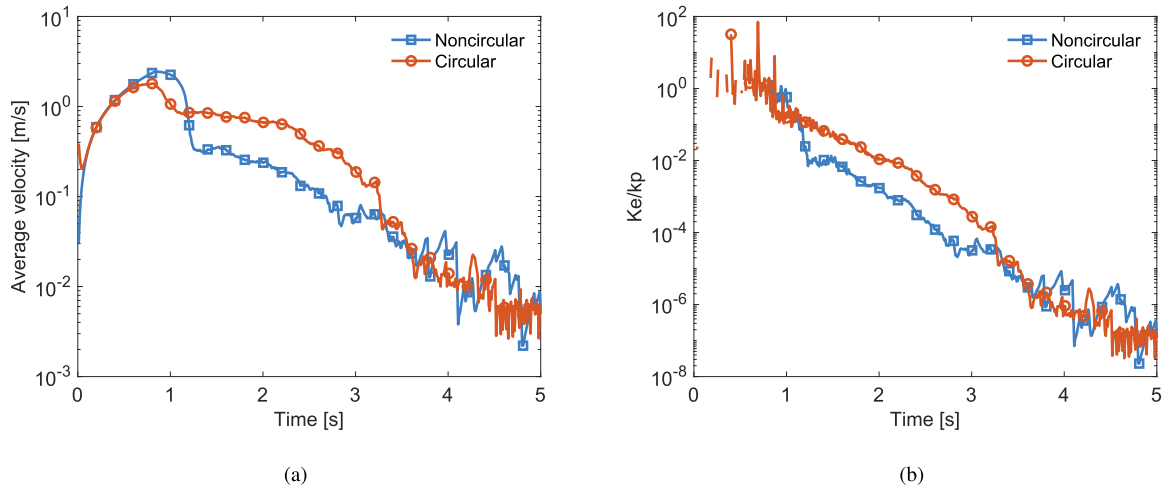 Noncircular
Circular
Average velocity [m/s]
10^1
10^0
10^-1
10^-2
10^-3
0 1 2 3 4 5
Time [s]
(a)
Noncircular
Circular
Ke/kp
10^2
10^0
10^-2
10^-4
10^-6
10^-8
0 1 2 3 4 5
Time [s]
(b)